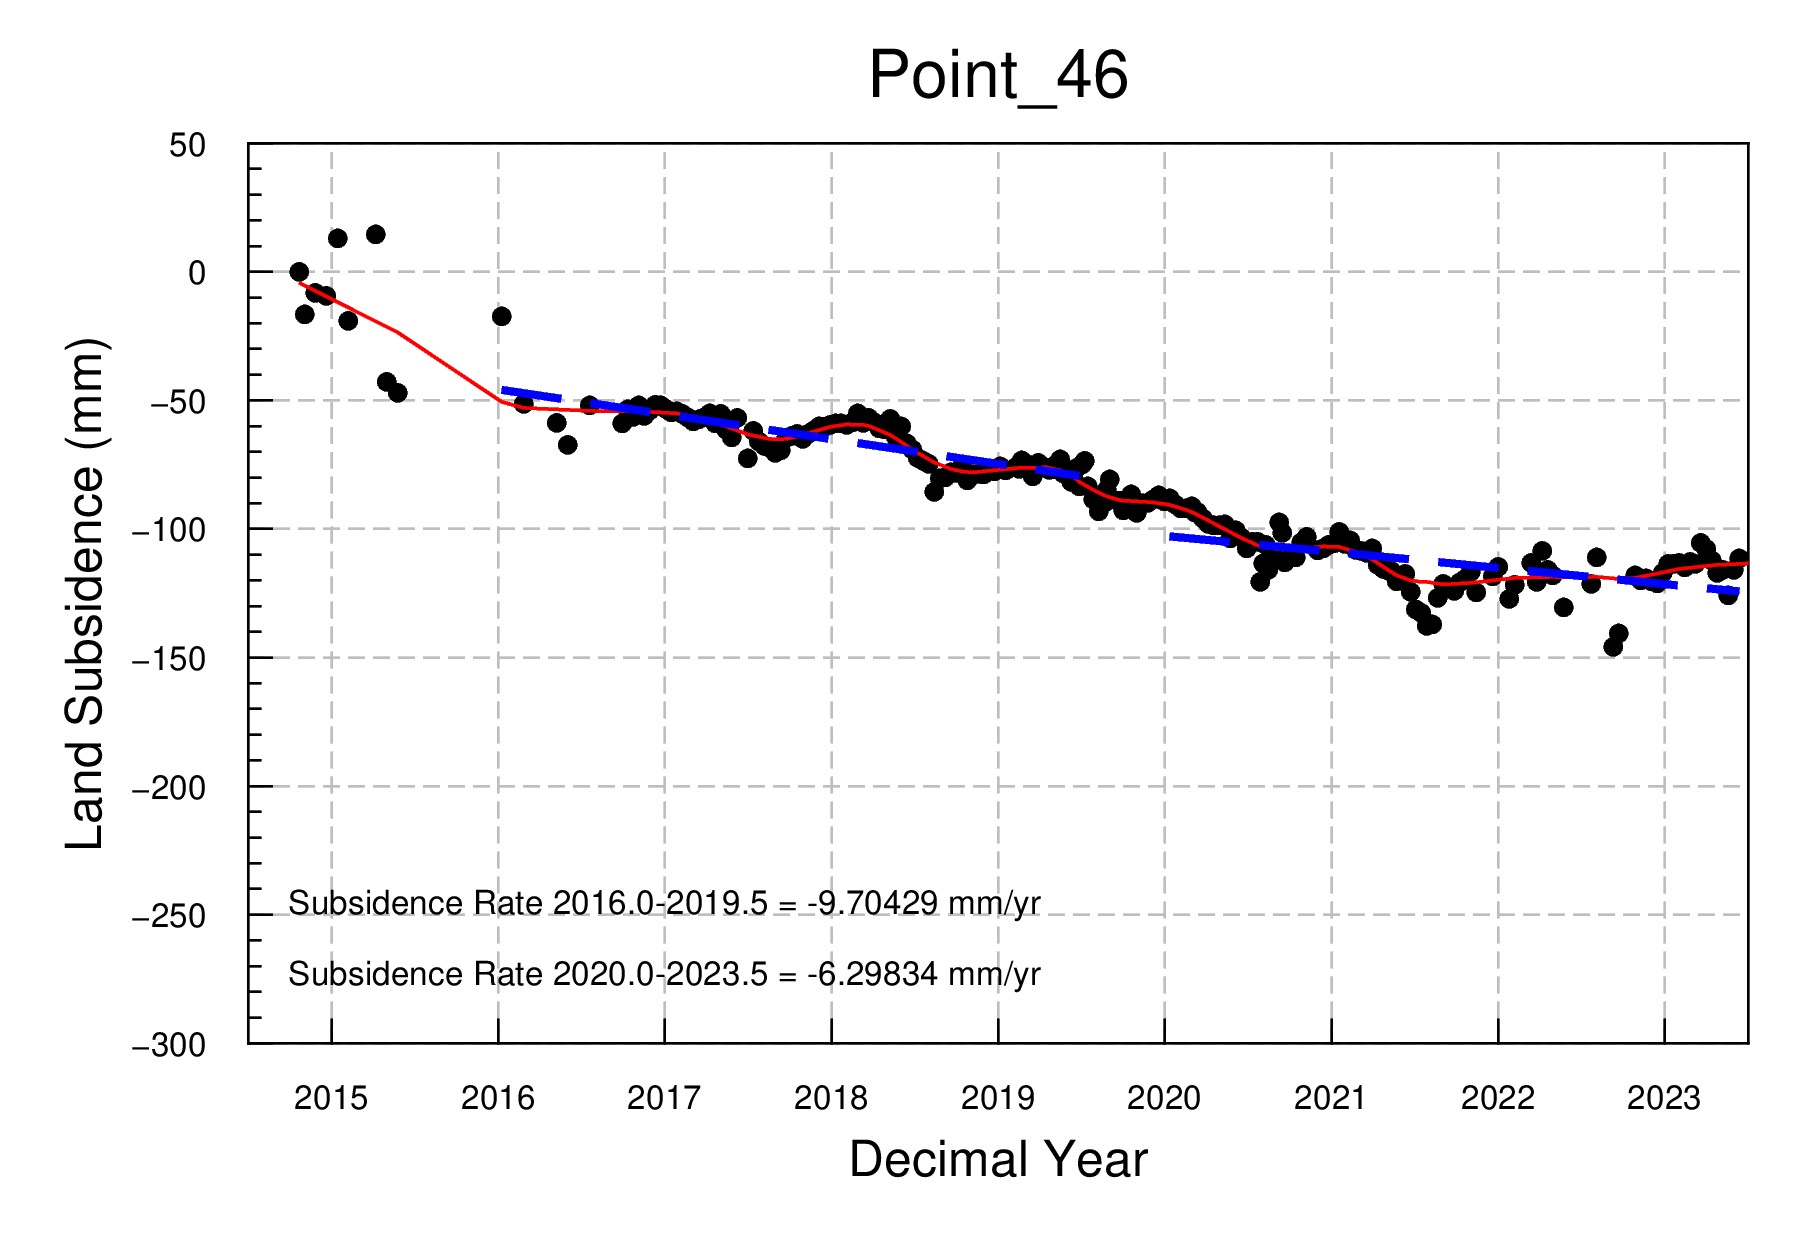 Point_46
50
0
−50
−100
−150
−200
−250
−300
Land Subsidence (mm)
Subsidence Rate 2016.0-2019.5 = -9.70429 mm/yr
Subsidence Rate 2020.0-2023.5 = -6.29834 mm/yr
2015 2016 2017 2018 2019 2020 2021 2022 2023
Decimal Year